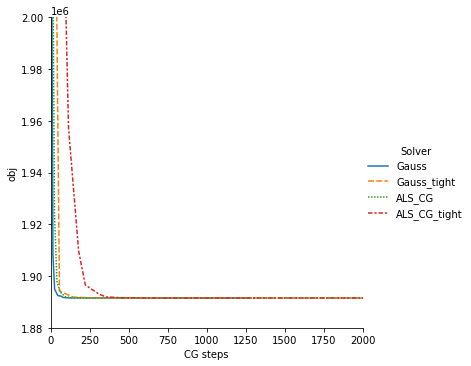 1e6
2.00
1.98
1.96
1.94
1.92
1.90
1.88
obj
0 250 500 750 1000 1250 1500 1750 2000
CG steps
Solver
Gauss
Gauss_tight
ALS_CG
ALS_CG_tight